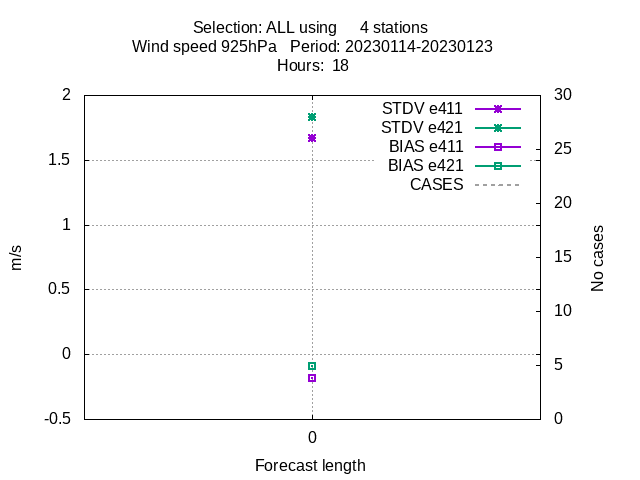 Selection: ALL using      4 stations
Wind speed 925hPa   Period: 20230114-20230123
Hours:  18
2
1.5
1
0.5
0
-0.5
m/s
STDV e411
STDV e421
BIAS e411
BIAS e421
CASES
30
25
20
15
10
5
0
No cases
0
Forecast length